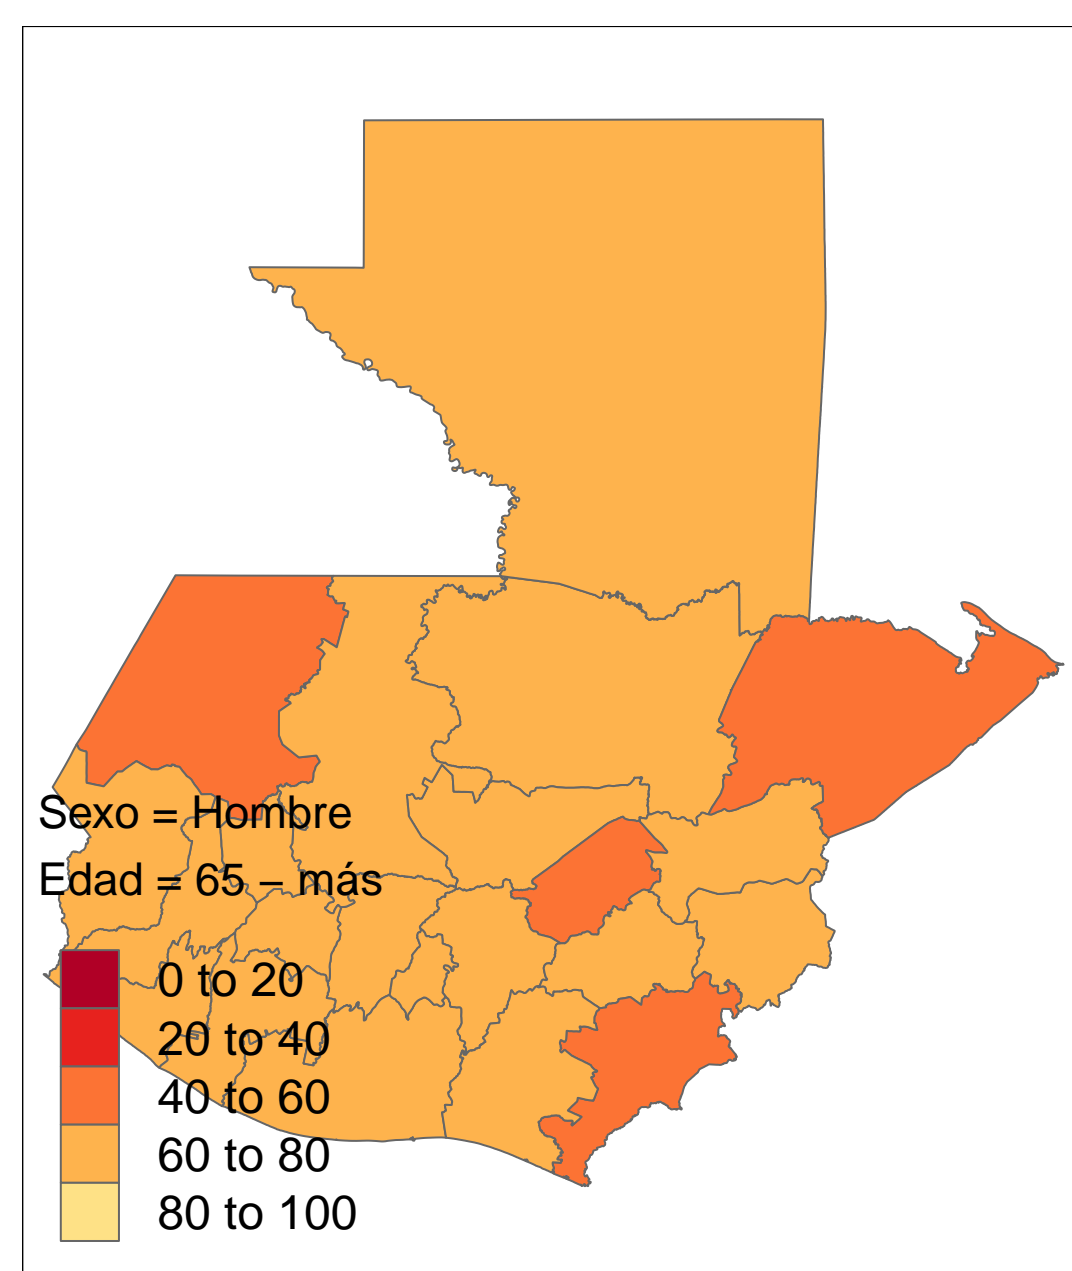 Sexo = Hombre
Edad = 65 – más
0 to 20
20 to 40
40 to 60
60 to 80
80 to 100